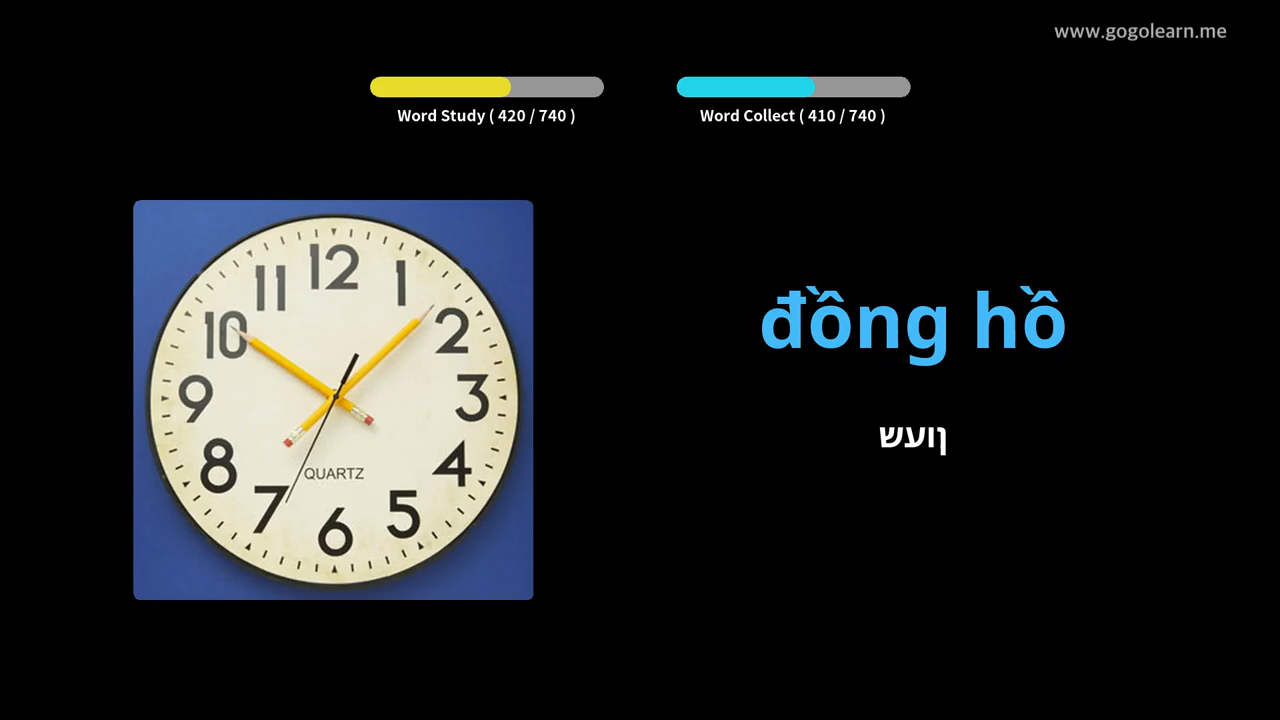 www.gogolearn.me
Word Study ( 420 / 740 )
Word Collect ( 410 / 740 )
12
1
2
3
4
5
6
7
8
9
10
11
QUARTZ
đồng hồ
ןועש